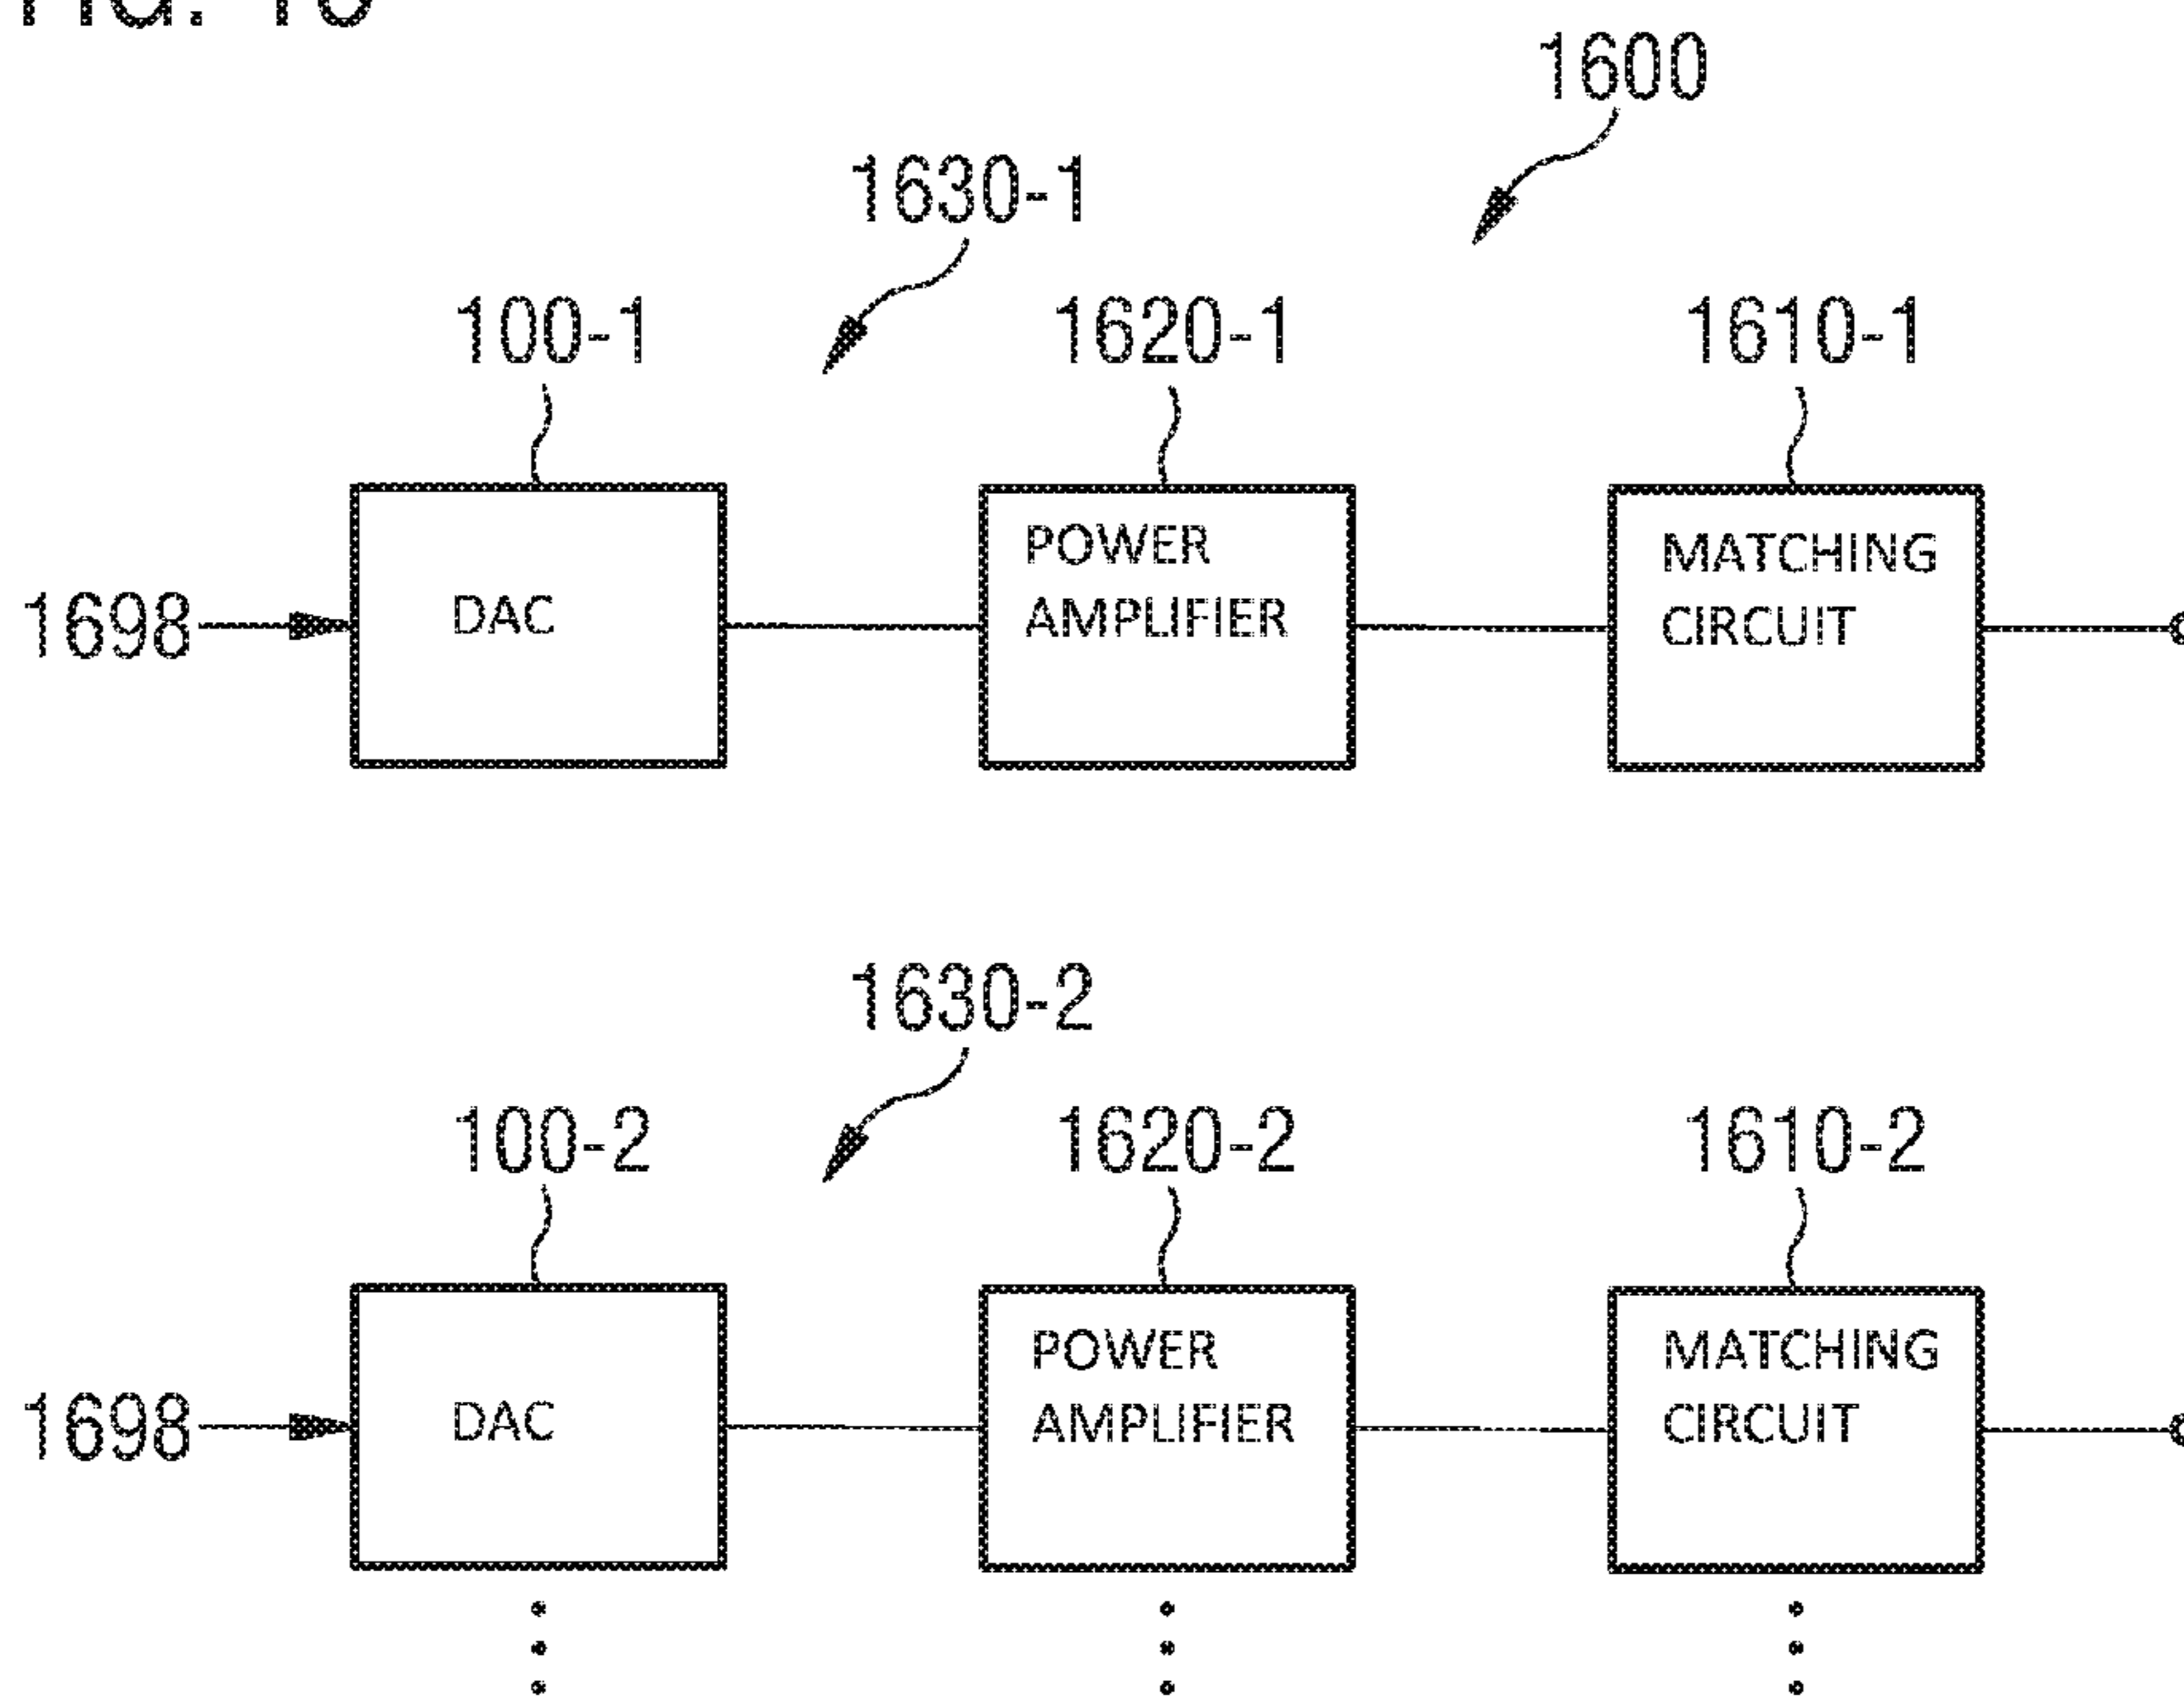 1600
1630-1
100-1
1620-1
1610-1
1698
DAC
POWER
AMPLIFIER
MATCHING
CIRCUIT
1630-2
100-2
1620-2
1610-2
1698
DAC
POWER
AMPLIFIER
MATCHING
CIRCUIT